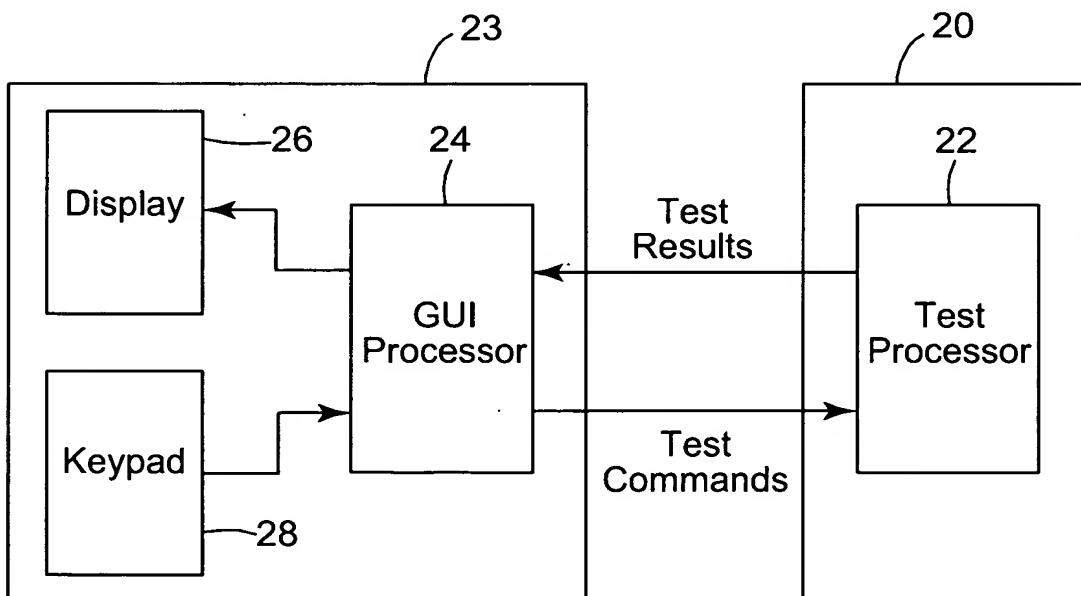 23
20
26
24
22
Display
Test
Results
GUI
Processor
Test
Processor
Keypad
Test
Commands
28